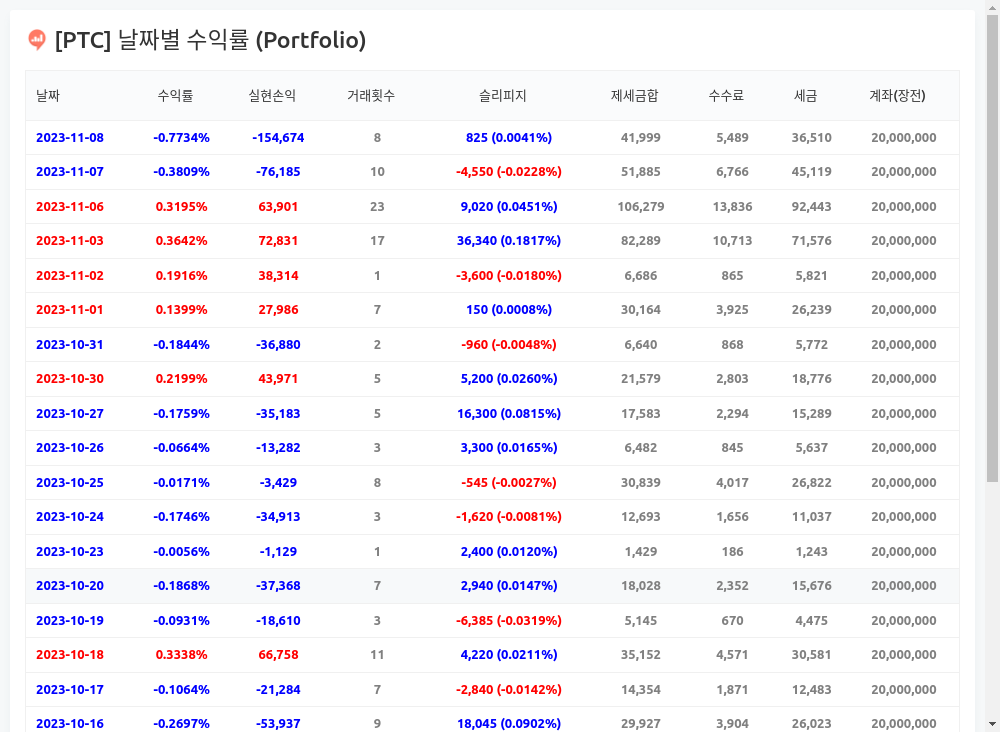 [PTC] 날짜별 수익률 (Portfolio)
날짜 수익률 실현손익 거래횟수 슬리피지 제세금합 수수료 세금 계좌(장전)
2023-11-08 -0.7734% -154,674 8 825 (0.0041%) 41,999 5,489 36,510 20,000,000
2023-11-07 -0.3809% -76,185 10 -4,550 (-0.0228%) 51,885 6,766 45,119 20,000,000
2023-11-06 0.3195% 63,901 23 9,020 (0.0451%) 106,279 13,836 92,443 20,000,000
2023-11-03 0.3642% 72,831 17 36,340 (0.1817%) 82,289 10,713 71,576 20,000,000
2023-11-02 0.1916% 38,314 1 -3,600 (-0.0180%) 6,686 865 5,821 20,000,000
2023-11-01 0.1399% 27,986 7 150 (0.0008%) 30,164 3,925 26,239 20,000,000
2023-10-31 -0.1844% -36,880 2 -960 (-0.0048%) 6,640 868 5,772 20,000,000
2023-10-30 0.2199% 43,971 5 5,200 (0.0260%) 21,579 2,803 18,776 20,000,000
2023-10-27 -0.1759% -35,183 5 16,300 (0.0815%) 17,583 2,294 15,289 20,000,000
2023-10-26 -0.0664% -13,282 3 3,300 (0.0165%) 6,482 845 5,637 20,000,000
2023-10-25 -0.0171% -3,429 8 -545 (-0.0027%) 30,839 4,017 26,822 20,000,000
2023-10-24 -0.1746% -34,913 3 -1,620 (-0.0081%) 12,693 1,656 11,037 20,000,000
2023-10-23 -0.0056% -1,129 1 2,400 (0.0120%) 1,429 186 1,243 20,000,000
2023-10-20 -0.1868% -37,368 7 2,940 (0.0147%) 18,028 2,352 15,676 20,000,000
2023-10-19 -0.0931% -18,610 3 -6,385 (-0.0319%) 5,145 670 4,475 20,000,000
2023-10-18 0.3338% 66,758 11 4,220 (0.0211%) 35,152 4,571 30,581 20,000,000
2023-10-17 -0.1064% -21,284 7 -2,840 (-0.0142%) 14,354 1,871 12,483 20,000,000
2023-10-16 -0.2697% -53,937 9 18,045 (0.0902%) 29,927 3,904 26,023 20,000,000